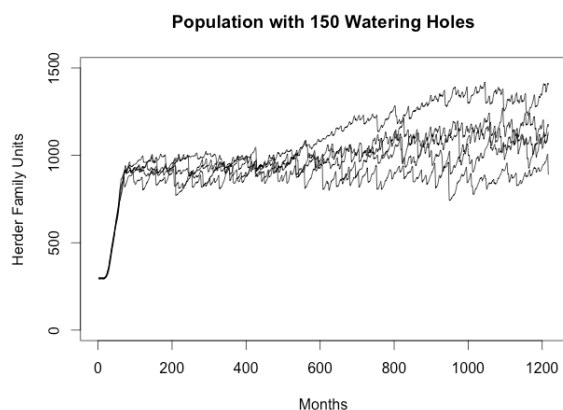 Population with 150 Watering Holes
1500
1000
500
0
Herder Family Units
0 200 400 600 800 1000 1200
Months